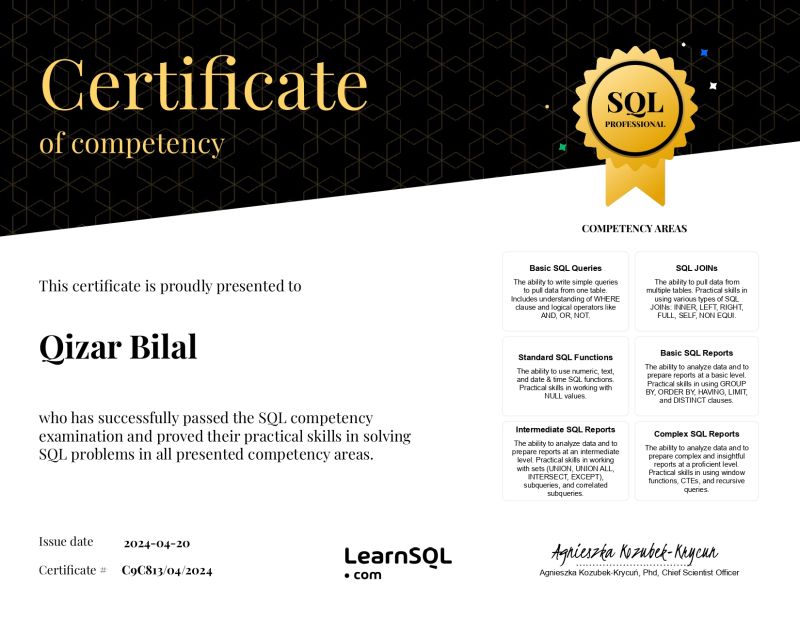 Certificate
of competency
SQL
PROFESSIONAL
COMPETENCY AREAS
This certificate is proudly presented to
Qizar Bilal
who has successfully passed the SQL competency
examination and proved their practical skills in solving
SQL problems in all presented competency areas.
Basic SQL Queries
The ability to write simple queries
to pull data from one table.
Includes understanding of WHERE
clause and logical operators like
AND, OR, NOT.
SQL JOINs
The ability to pull data from
multiple tables. Practical skills in
using various types of SQL
JOINs: INNER, LEFT, RIGHT,
FULL, SELF, NON EQUI.
Standard SQL Functions
The ability to use numeric, text,
and date & time SQL functions.
Practical skills in working with
NULL values.
Basic SQL Reports
The ability to analyze data and to
prepare reports at a basic level.
Practical skills in using GROUP
BY, ORDER BY, HAVING, LIMIT,
and DISTINCT clauses.
Intermediate SQL Reports
The ability to analyze data and to
prepare reports at an intermediate
level. Practical skills in working
with sets (UNION, UNION ALL,
INTERSECT, EXCEPT),
subqueries, and correlated
subqueries.
Complex SQL Reports
The ability to analyze data and to
prepare complex and insightful
reports at a proficient level.
Practical skills in using window
functions, CTEs, and recursive
queries.
Issue date 2024-04-20
Certificate # C9C813/04/2024
LearnSQL
.com
Agnieszka Kozubek-Krycuń
Agnieszka Kozubek-Krycuń, Phd, Chief Scientist Officer